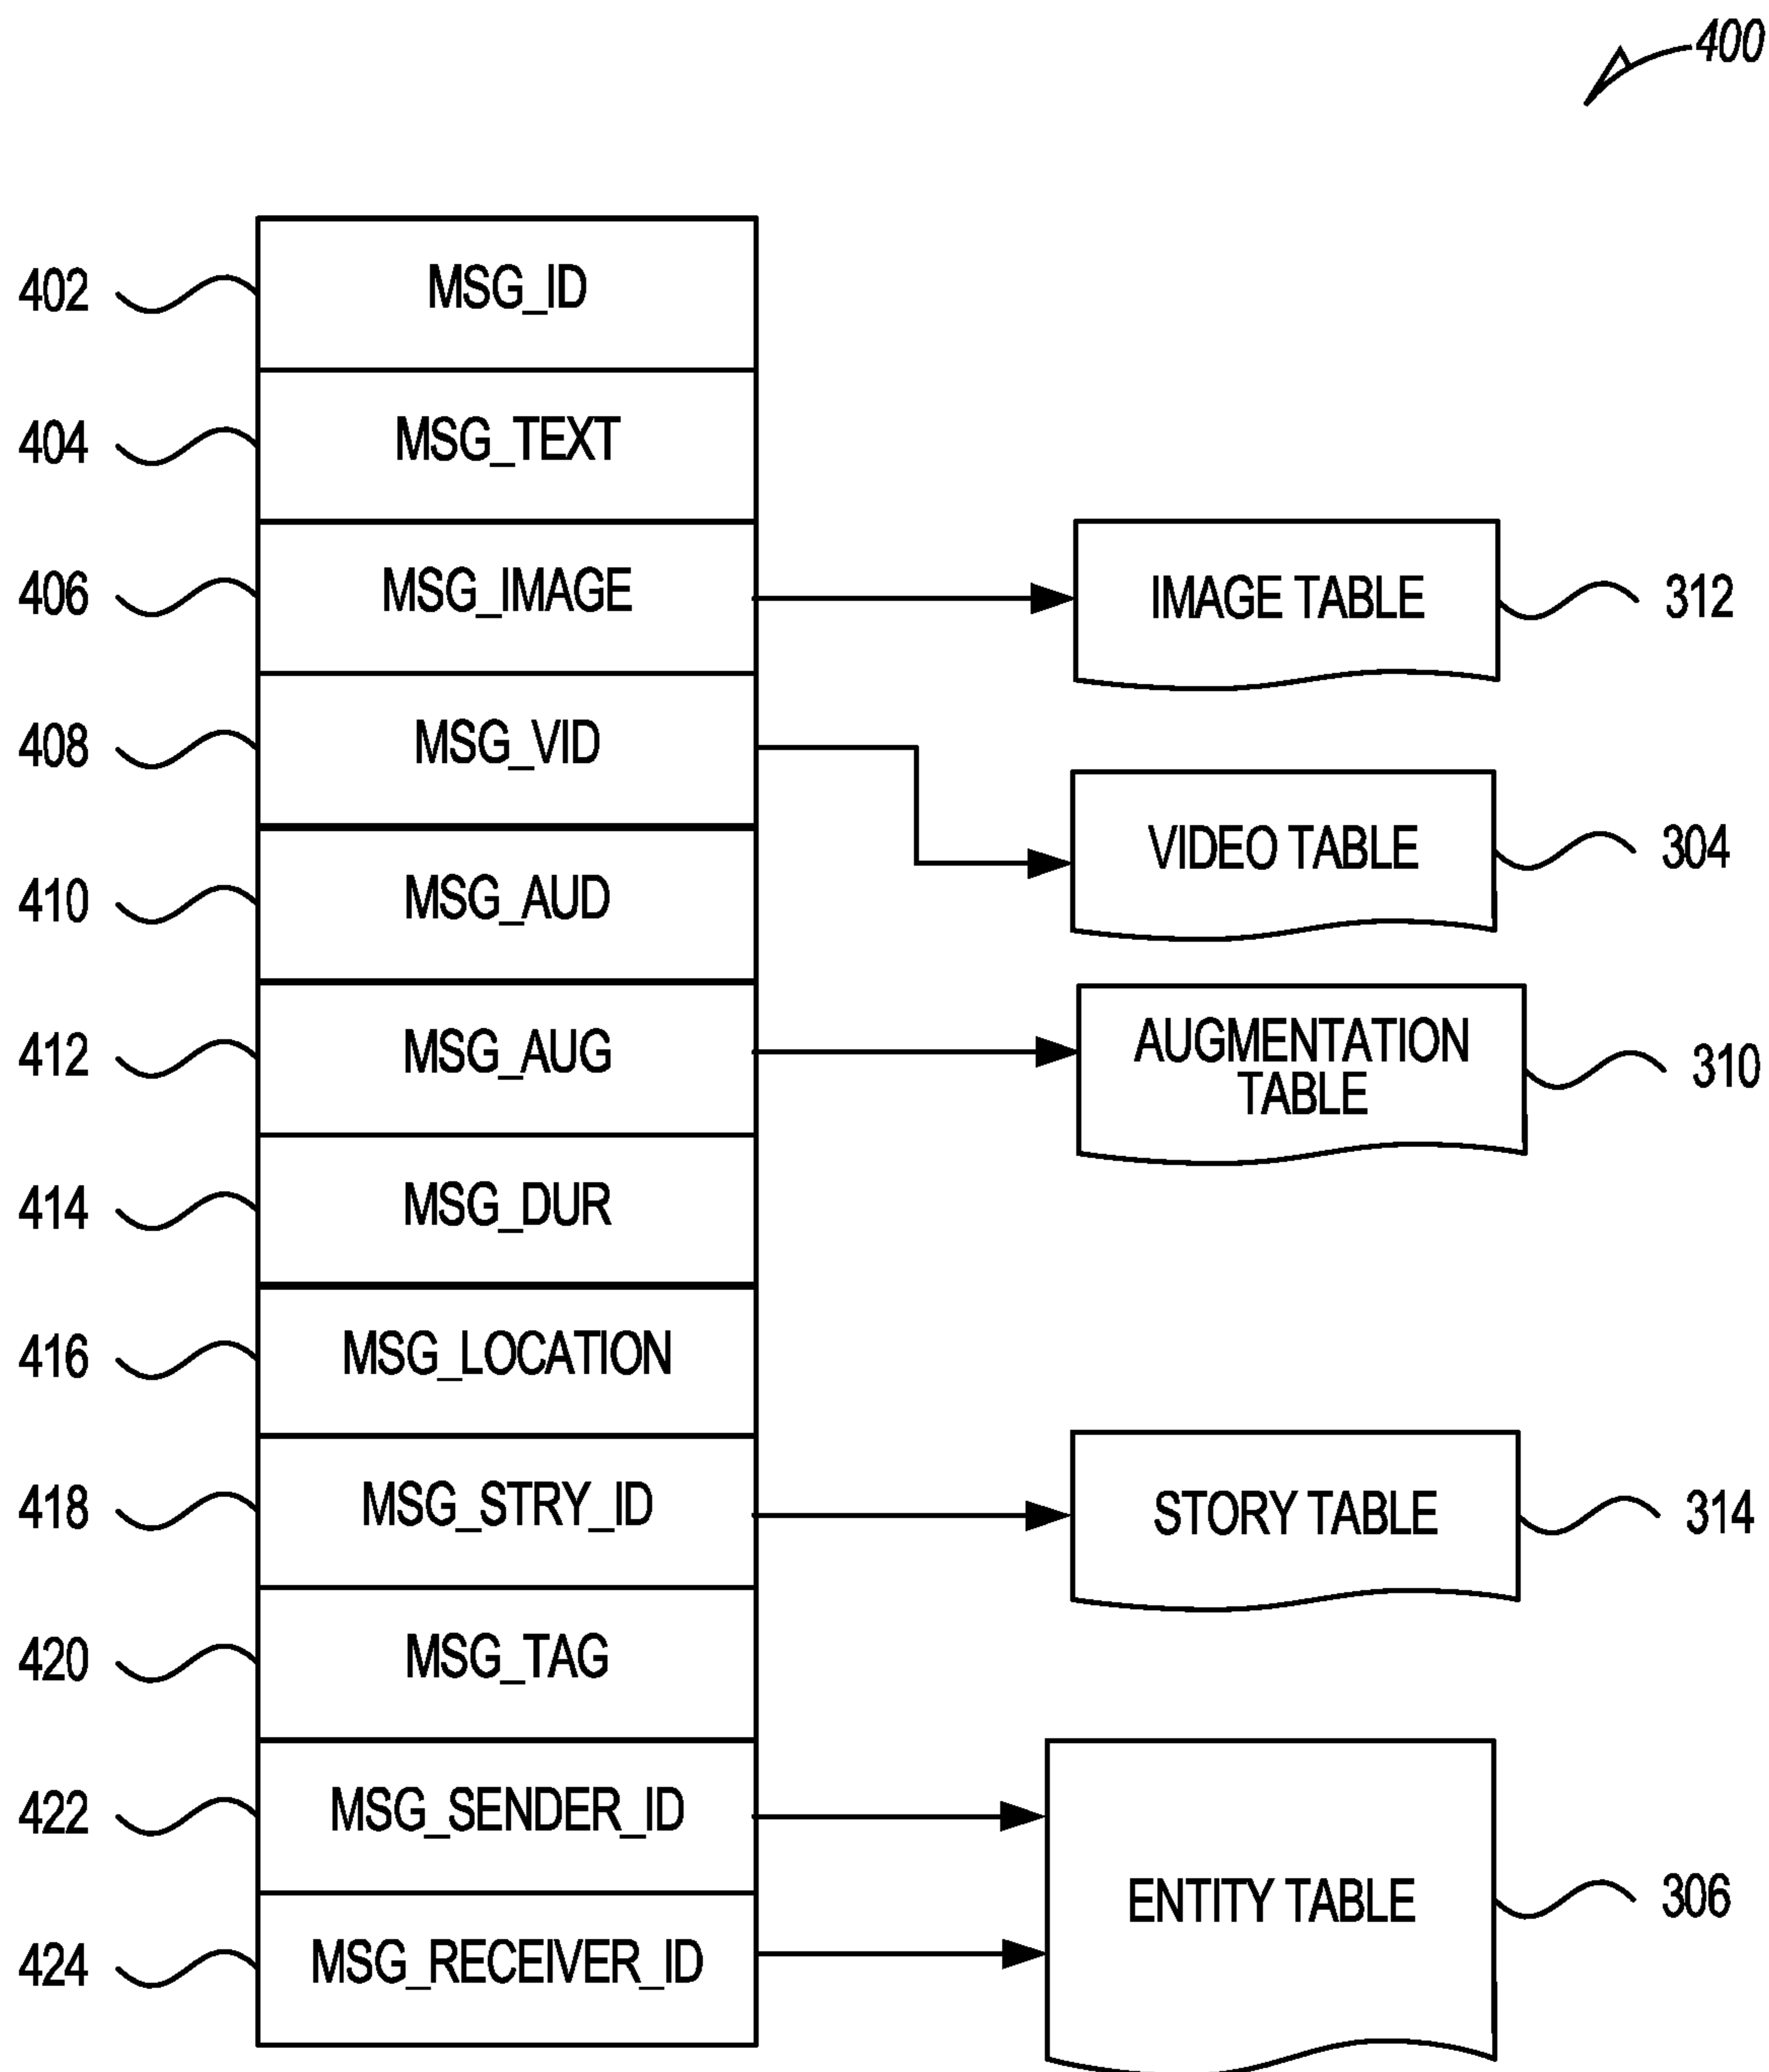 400
402 MSG_ID
404 MSG_TEXT
406 MSG_IMAGE IMAGE TABLE 312
408 MSG_VID
VIDEO TABLE 304
410 MSG_AUD
412 MSG_AUG AUGMENTATION
TABLE 310
414 MSG_DUR
416 MSG_LOCATION
418 MSG_STRY_ID STORY TABLE 314
420 MSG_TAG
422 MSG_SENDER_ID
ENTITY TABLE 306
424 MSG_RECEIVER_ID